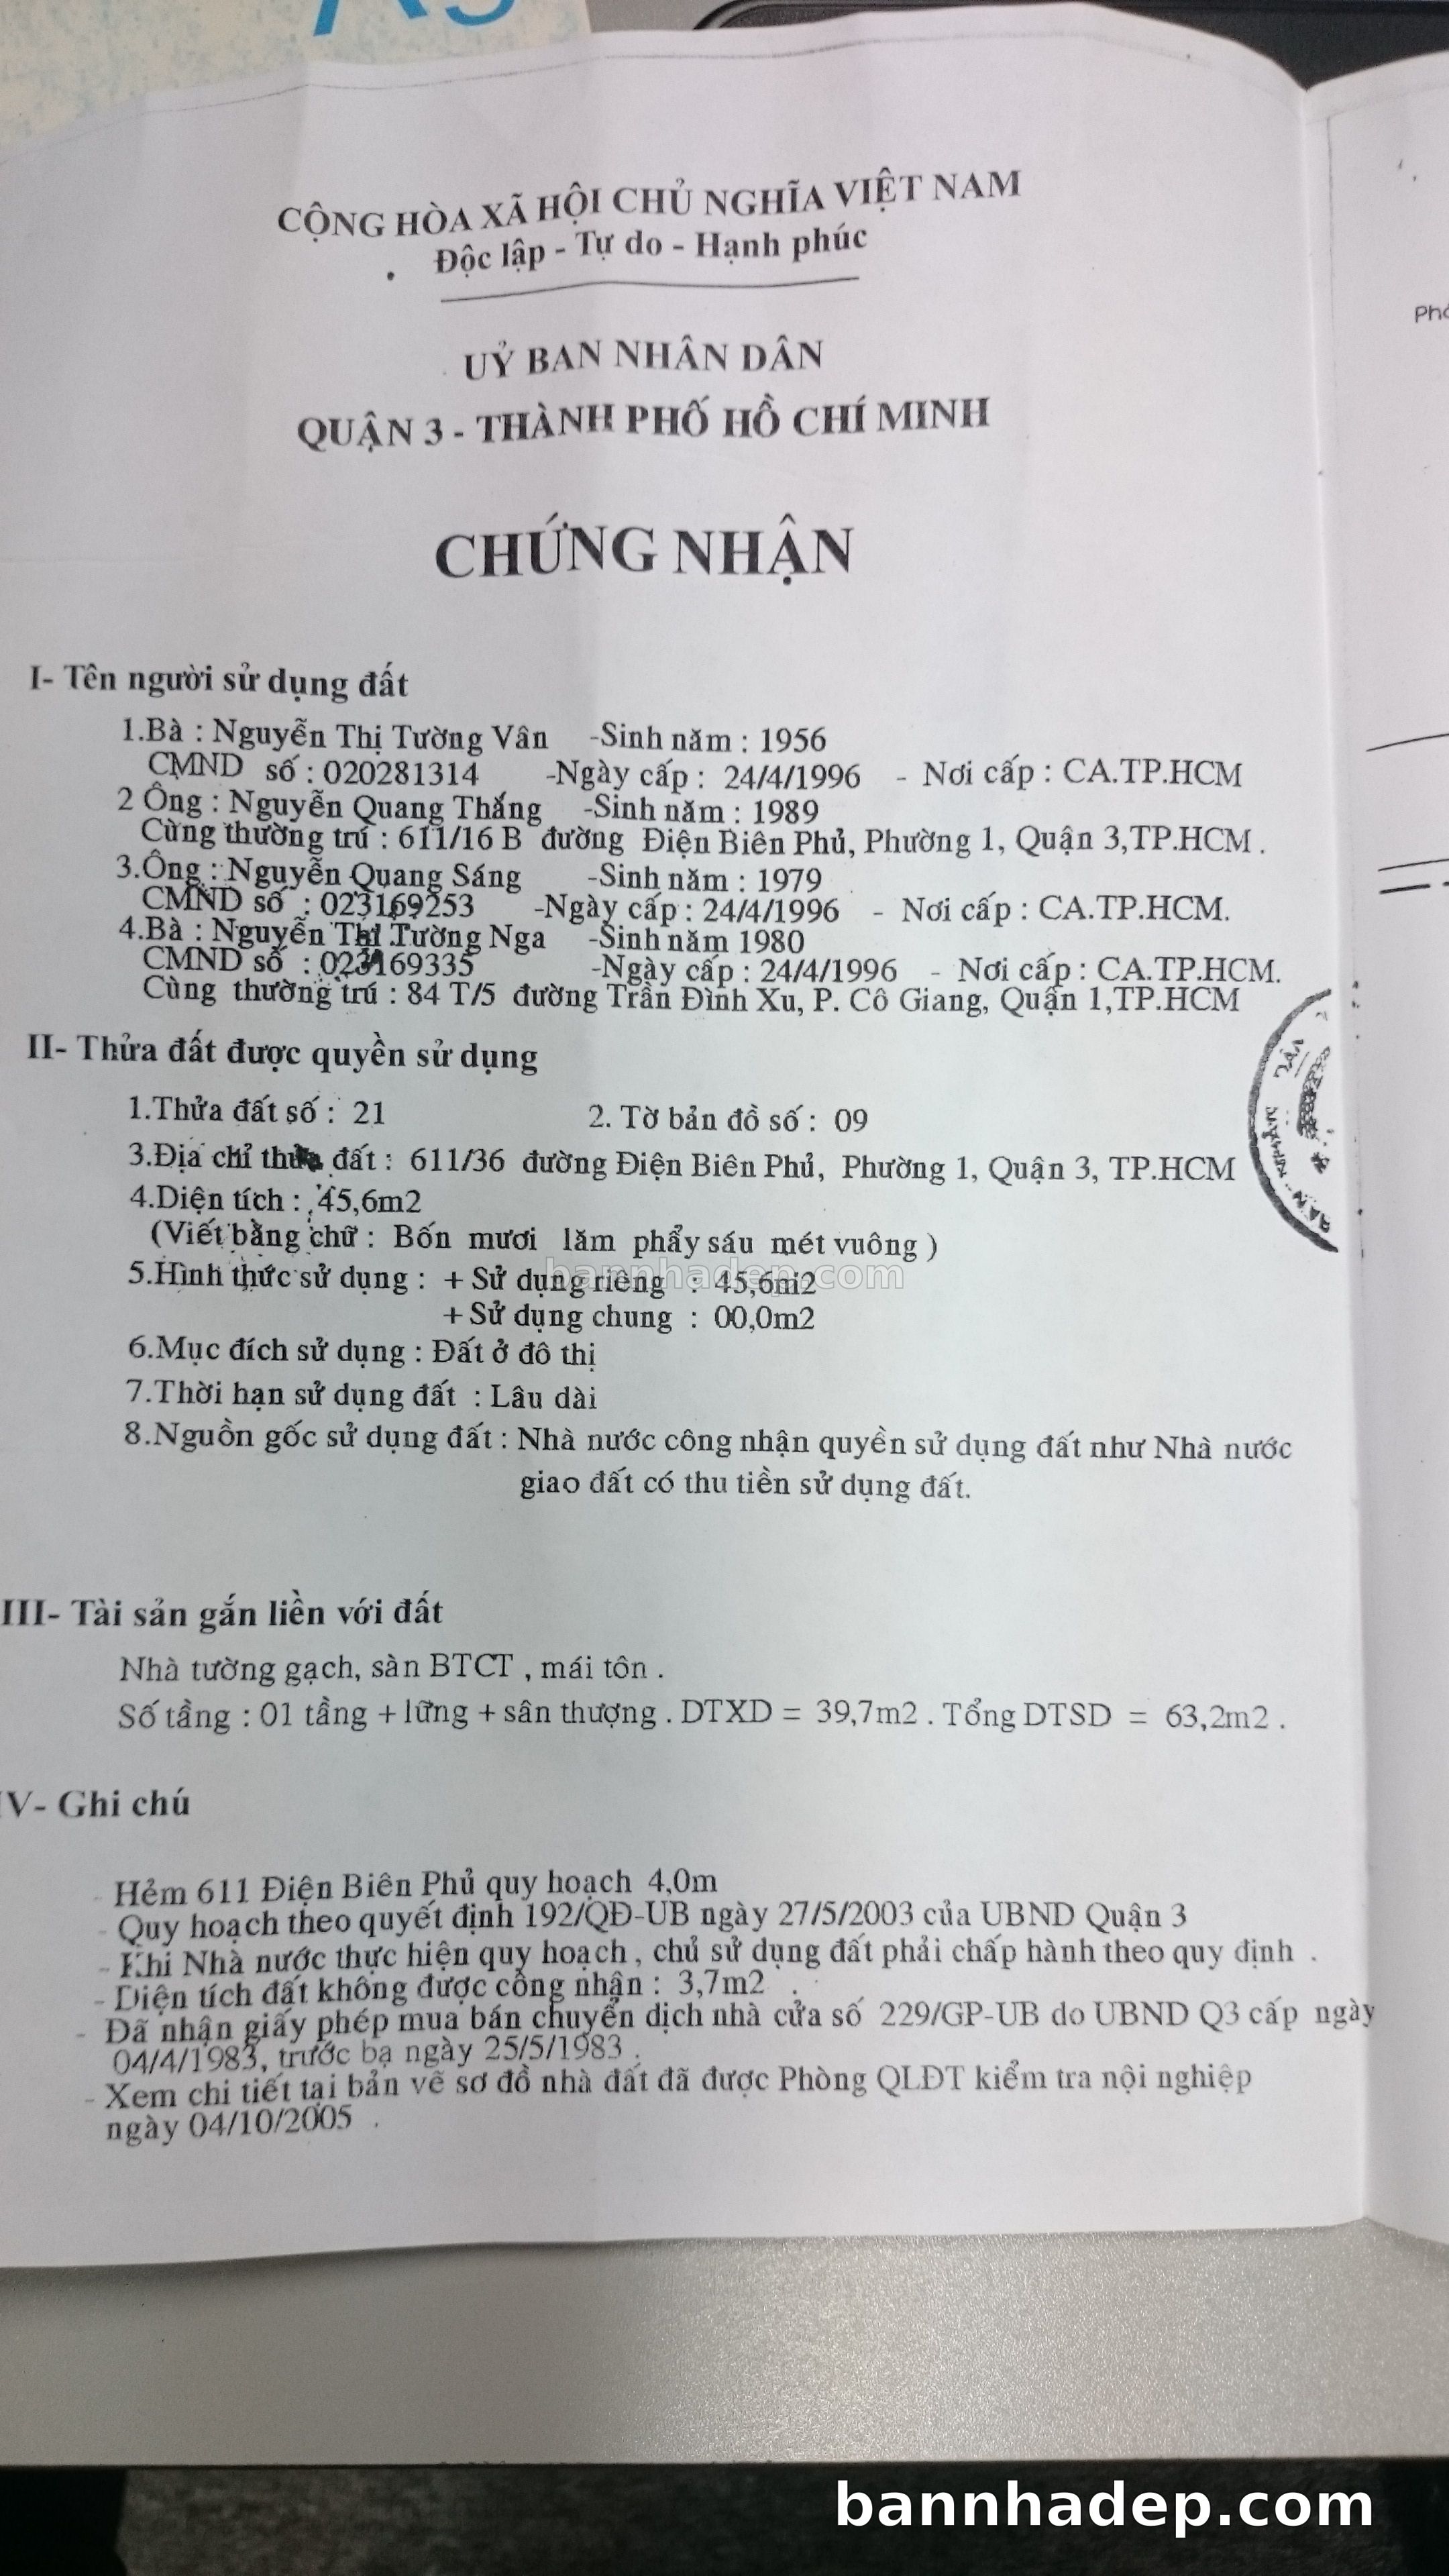 CỘNG HÒA XÃ HỘI CHỦ NGHĨA VIỆT NAM
Độc lập - Tự do - Hạnh phúc
UỶ BAN NHÂN DÂN
QUẬN 3 - THÀNH PHỐ HỒ CHÍ MINH
CHỨNG NHẬN
I- Tên người sử dụng đất
1.Bà : Nguyễn Thị Tường Vân -Sinh năm : 1956
CMND số : 020281314 -Ngày cấp : 24/4/1996 - Nơi cấp : CA.TP.HCM
2 Ông : Nguyễn Quang Thắng -Sinh năm : 1989
Cùng thường trú : 611/16 B đường Điện Biên Phủ, Phường 1, Quận 3,TP.HCM .
3.Ông : Nguyễn Quang Sáng -Sinh năm : 1979
CMND số : 023169253 -Ngày cấp : 24/4/1996 - Nơi cấp : CA.TP.HCM.
4.Bà : Nguyễn Thị Tường Nga -Sinh năm 1980
CMND số : 023169335 -Ngày cấp : 24/4/1996 - Nơi cấp : CA.TP.HCM.
Cùng thường trú : 84 T/5 đường Trần Đình Xu, P. Cô Giang, Quận 1,TP.HCM
II- Thửa đất được quyền sử dụng
1.Thửa đất số : 21 2. Tờ bản đồ số : 09
3.Địa chỉ thửa đất : 611/36 đường Điện Biên Phủ, Phường 1, Quận 3, TP.HCM
4.Diện tích : 45,6m2
(Viết bằng chữ : Bốn mươi lăm phẩy sáu mét vuông )
5.Hình thức sử dụng : + Sử dụng riêng : 45,6m2
bannhadep.com
+ Sử dụng chung : 00,0m2
6.Mục đích sử dụng : Đất ở đô thị
7.Thời hạn sử dụng đất : Lâu dài
8.Nguồn gốc sử dụng đất : Nhà nước công nhận quyền sử dụng đất như Nhà nước
giao đất có thu tiền sử dụng đất.
III- Tài sản gắn liền với đất
Nhà tường gạch, sàn BTCT , mái tôn .
Số tầng : 01 tầng + lững + sân thượng . DTXD = 39,7m2 . Tổng DTSD = 63,2m2 .
IV- Ghi chú
- Hẻm 611 Điện Biên Phủ quy hoạch 4,0m
- Quy hoạch theo quyết định 192/QĐ-UB ngày 27/5/2003 của UBND Quận 3
- Khi Nhà nước thực hiện quy hoạch , chủ sử dụng đất phải chấp hành theo quy định .
- Diện tích đất không được công nhận : 3,7m2 .
- Đã nhận giấy phép mua bán chuyển dịch nhà cửa số 229/GP-UB do UBND Q3 cấp ngày
04/4/1983, trước bạ ngày 25/5/1983 .
- Xem chi tiết tại bản vẽ sơ đồ nhà đất đã được Phòng QLĐT kiểm tra nội nghiệp
ngày 04/10/2005 .
bannhadep.com